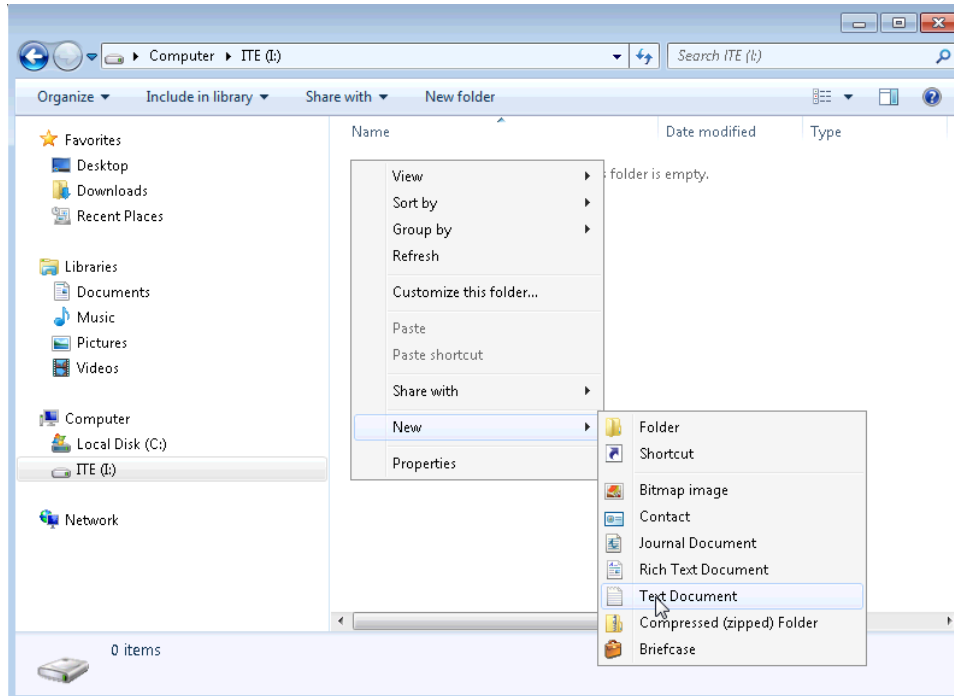 Computer ITE (I:) Search ITE (I:)
Organize Include in library Share with New folder
Favorites
Desktop
Downloads
Recent Places
Libraries
Documents
Music
Pictures
Videos
Computer
Local Disk (C:)
ITE (I:)
Network
Name Date modified Type
folder is empty.
View
Sort by
Group by
Refresh
Customize this folder...
Paste
Paste shortcut
Share with
New
Properties
Folder
Shortcut
Bitmap image
Contact
Journal Document
Rich Text Document
Text Document
Compressed (zipped) Folder
Briefcase
0 items